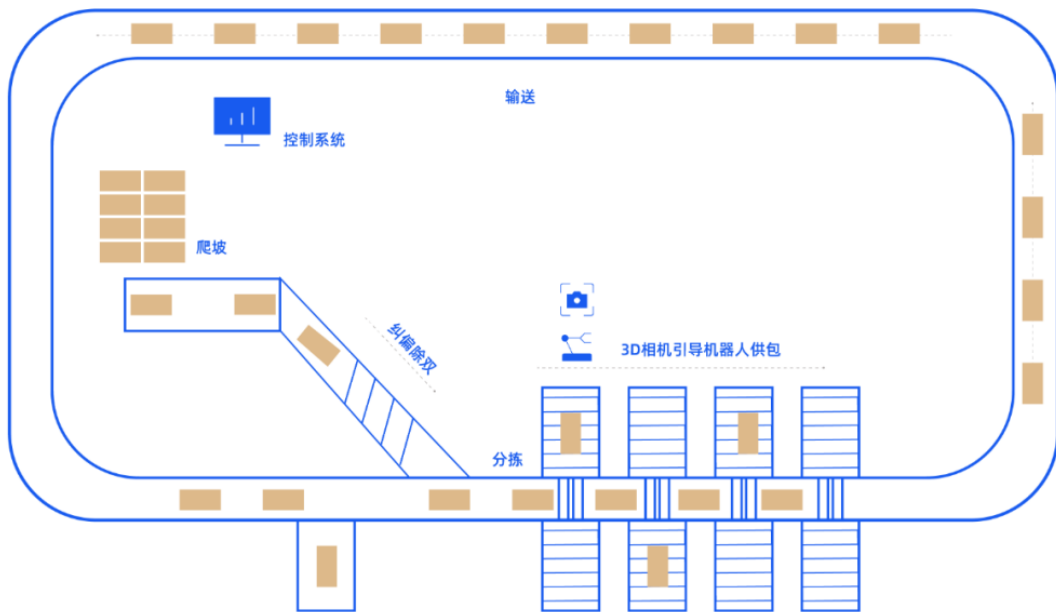 输送
控制系统
爬坡
纠偏除双
3D相机引导机器人供包
分拣